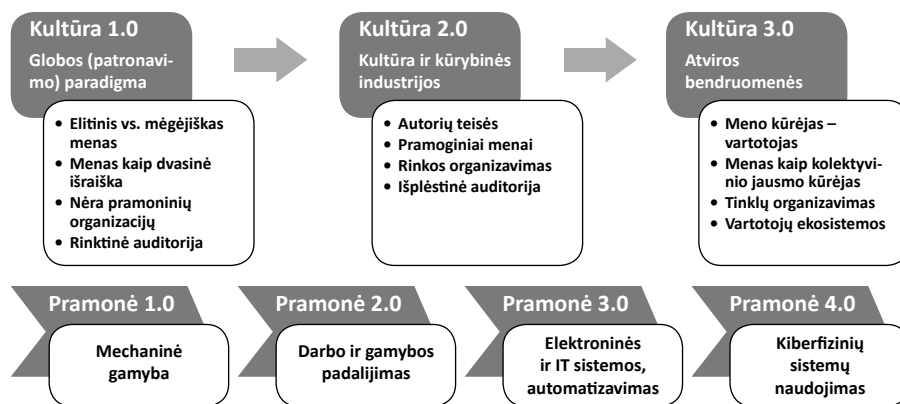 Kultūra 1.0
Globos (patronavi-
mo) paradigma
• Elitinis vs. mėgėjiškas
menas
• Menas kaip dvasinė
išraiška
• Nėra pramoninių
organizacijų
• Rinktinė auditorija
Kultūra 2.0
Kultūra ir kūrybinės
industrijos
• Autorių teisės
• Pramoginiai menai
• Rinkos organizavimas
• Išplėstinė auditorija
Kultūra 3.0
Atviros
bendruomenės
• Meno kūrėjas –
vartotojas
• Menas kaip kolektyvi-
nio jausmo kūrėjas
• Tinklų organizavimas
• Vartotojų ekosistemos
Pramonė 1.0
Mechaninė
gamyba
Pramonė 2.0
Darbo ir gamybos
padalijimas
Pramonė 3.0
Elektroninės
ir IT sistemos,
automatizavimas
Pramonė 4.0
Kiberfizinių
sistemų
naudojimas